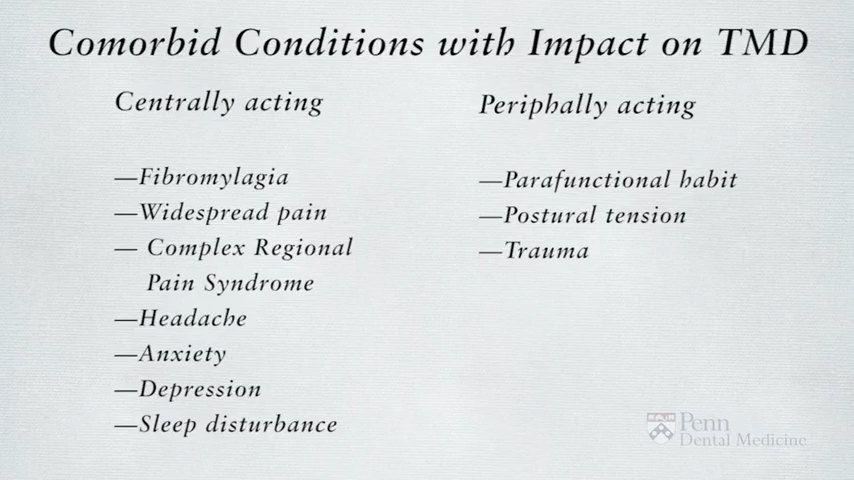 Comorbid Conditions with Impact on TMD
Centrally acting
—Fibromylagia
—Widespread pain
— Complex Regional
Pain Syndrome
—Headache
—Anxiety
—Depression
—Sleep disturbance
Periphally acting
—Parafunctional habit
—Postural tension
—Trauma
Penn
Dental Medicine